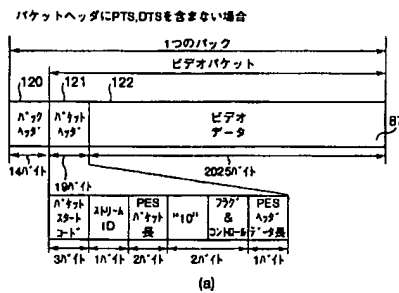 パケットヘッダにPTS,DTSを含まない場合
1つのパック
ビデオパケット
120 121 122
パック
ヘッダ
パケット
ヘッダ
ビデオ
データ
87
14バイト
19バイト
2025バイト
パケット
スタート
コード
ストリーム
ID
PES
パケット
長
"10"
フラグ
&
コントロール
PES
ヘッダ
データ長
3バイト 1バイト 2バイト 2バイト 1バイト
(a)